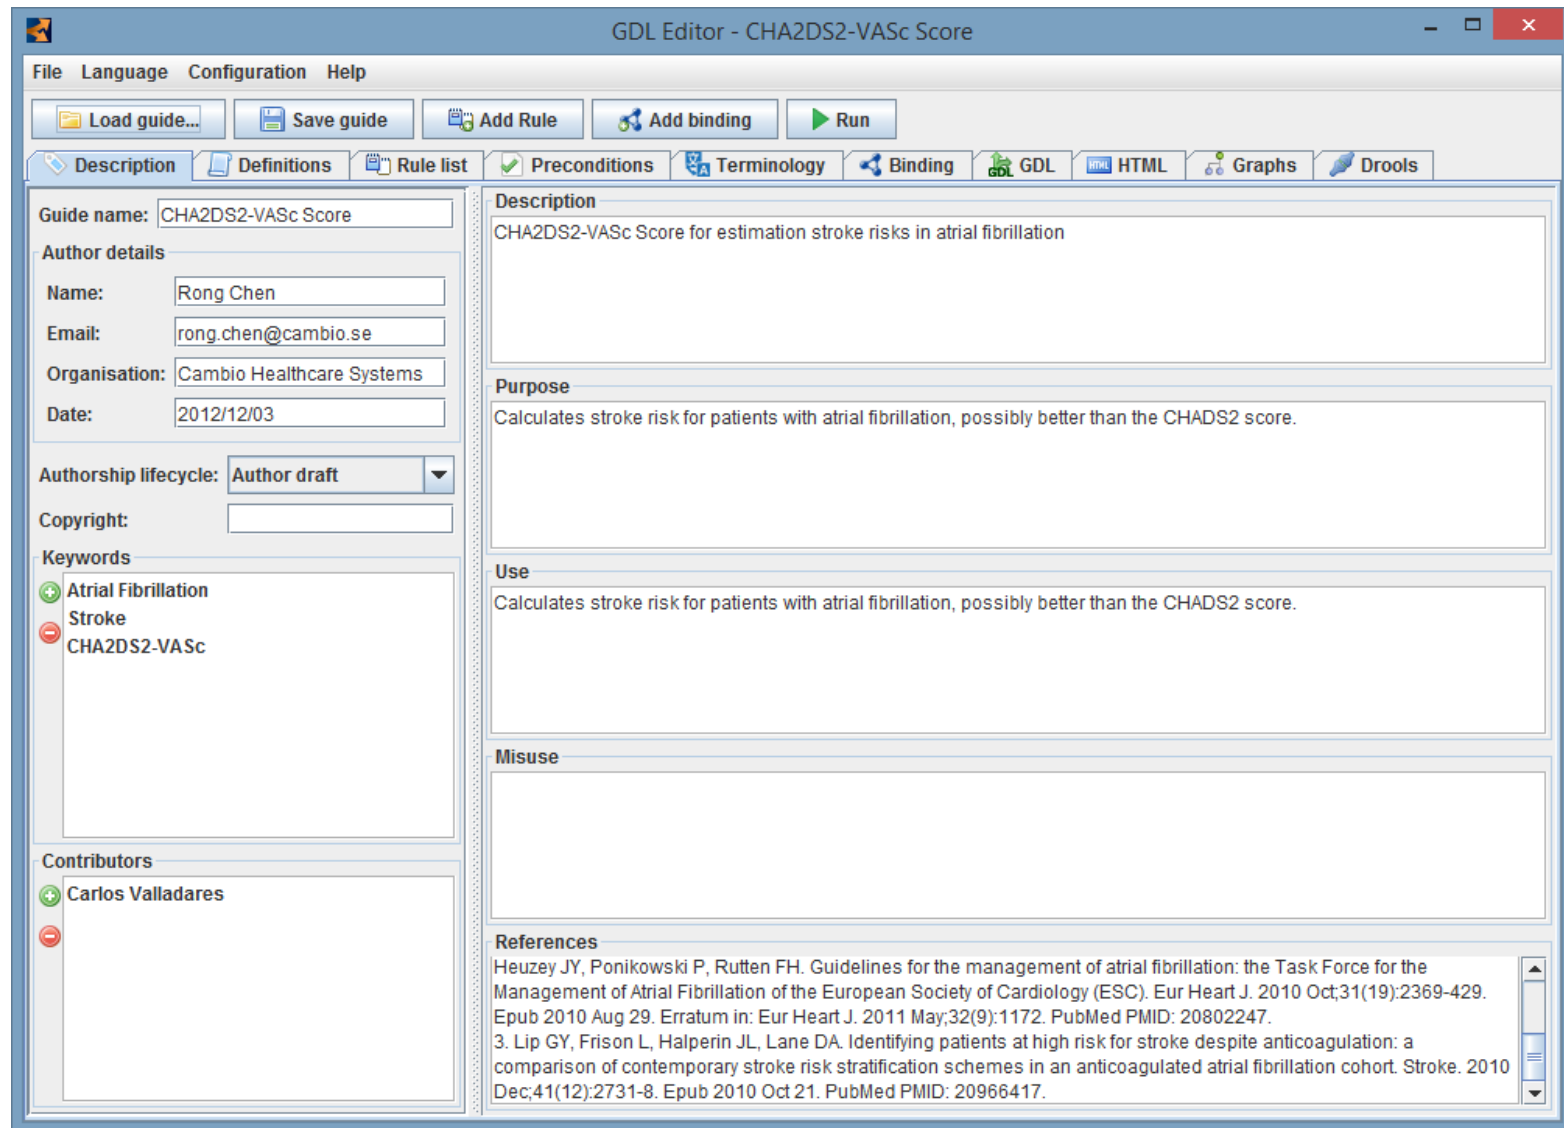 GDL Editor - CHA2DS2-VASc Score
File Language Configuration Help
Load guide... Save guide Add Rule Add binding Run
Description Definitions Rule list Preconditions Terminology Binding GDL HTML Graphs Drools
Guide name: CHA2DS2-VASc Score
Author details
Name: Rong Chen
Email: rong.chen@cambio.se
Organisation: Cambio Healthcare Systems
Date: 2012/12/03
Authorship lifecycle: Author draft
Copyright:
Keywords
Atrial Fibrillation
Stroke
CHA2DS2-VASc
Contributors
Carlos Valladares
Description
CHA2DS2-VASc Score for estimation stroke risks in atrial fibrillation
Purpose
Calculates stroke risk for patients with atrial fibrillation, possibly better than the CHADS2 score.
Use
Calculates stroke risk for patients with atrial fibrillation, possibly better than the CHADS2 score.
Misuse
References
Heuzey JY, Ponikowski P, Rutten FH. Guidelines for the management of atrial fibrillation: the Task Force for the
Management of Atrial Fibrillation of the European Society of Cardiology (ESC). Eur Heart J. 2010 Oct;31(19):2369-429.
Epub 2010 Aug 29. Erratum in: Eur Heart J. 2011 May;32(9):1172. PubMed PMID: 20802247.
3. Lip GY, Frison L, Halperin JL, Lane DA. Identifying patients at high risk for stroke despite anticoagulation: a
comparison of contemporary stroke risk stratification schemes in an anticoagulated atrial fibrillation cohort. Stroke. 2010
Dec;41(12):2731-8. Epub 2010 Oct 21. PubMed PMID: 20966417.